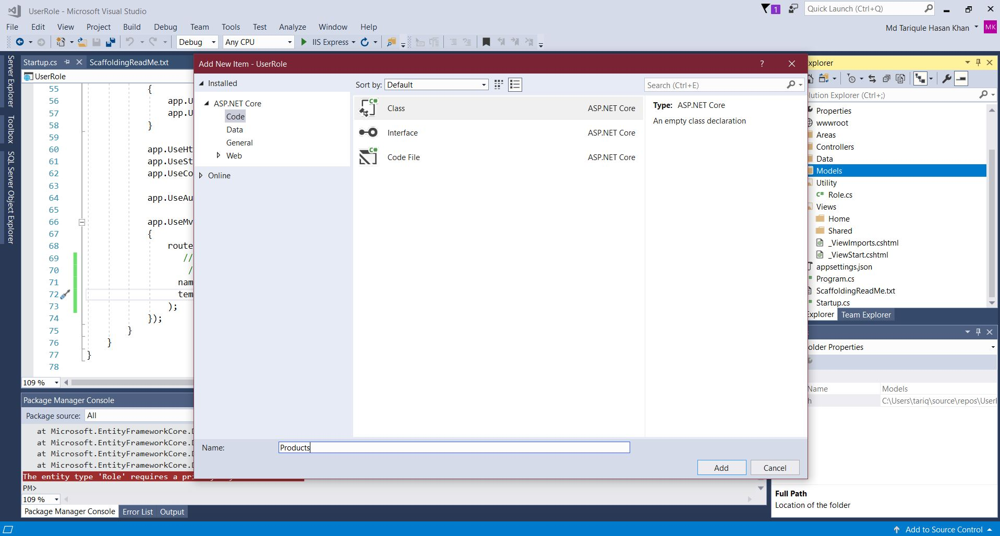 UserRole - Microsoft Visual Studio
1
Quick Launch (Ctrl+Q)
File Edit View Project Build Debug Team Tools Test Analyze Window Help
Md Tariqule Hasan Khan MK
Debug Any CPU IIS Express
Server Explorer
Toolbox
SQL Server Object Explorer
Startup.cs ScaffoldingReadMe.txt
UserRole
55 {
56 app.U
57 app.U
58 }
59
60 app.UseHt
61 app.UseSt
62 app.UseCo
63
64 app.UseAu
65
66 app.UseMv
67 {
68 route
69 //
70 /
71 nam
72 tem
73 );
74 });
75 }
76 }
77 }
78
109 %
Package Manager Console
Package source: All
at Microsoft.EntityFrameworkCore.D
at Microsoft.EntityFrameworkCore.D
at Microsoft.EntityFrameworkCore.D
at Microsoft.EntityFrameworkCore.D
The entity type 'Role' requires a pri
PM>
109 %
Package Manager Console Error List Output
Add New Item - UserRole ?
Installed
ASP.NET Core
Code
Data
General
Web
Online
Sort by: Default
Search (Ctrl+E)
C# Class ASP.NET Core
Interface ASP.NET Core
C# Code File ASP.NET Core
Type: ASP.NET Core
An empty class declaration
Name: Products
Add Cancel
xplorer
lution Explorer (Ctrl+;)
Properties
wwwroot
Areas
Controllers
Data
Models
Utility
C# Role.cs
Views
Home
Shared
_ViewImports.cshtml
_ViewStart.cshtml
appsettings.json
Program.cs
ScaffoldingReadMe.txt
Startup.cs
Explorer Team Explorer
older Properties
Name Models
h C:\Users\tariq\source\repos\UserI
Full Path
Location of the folder
Add to Source Control